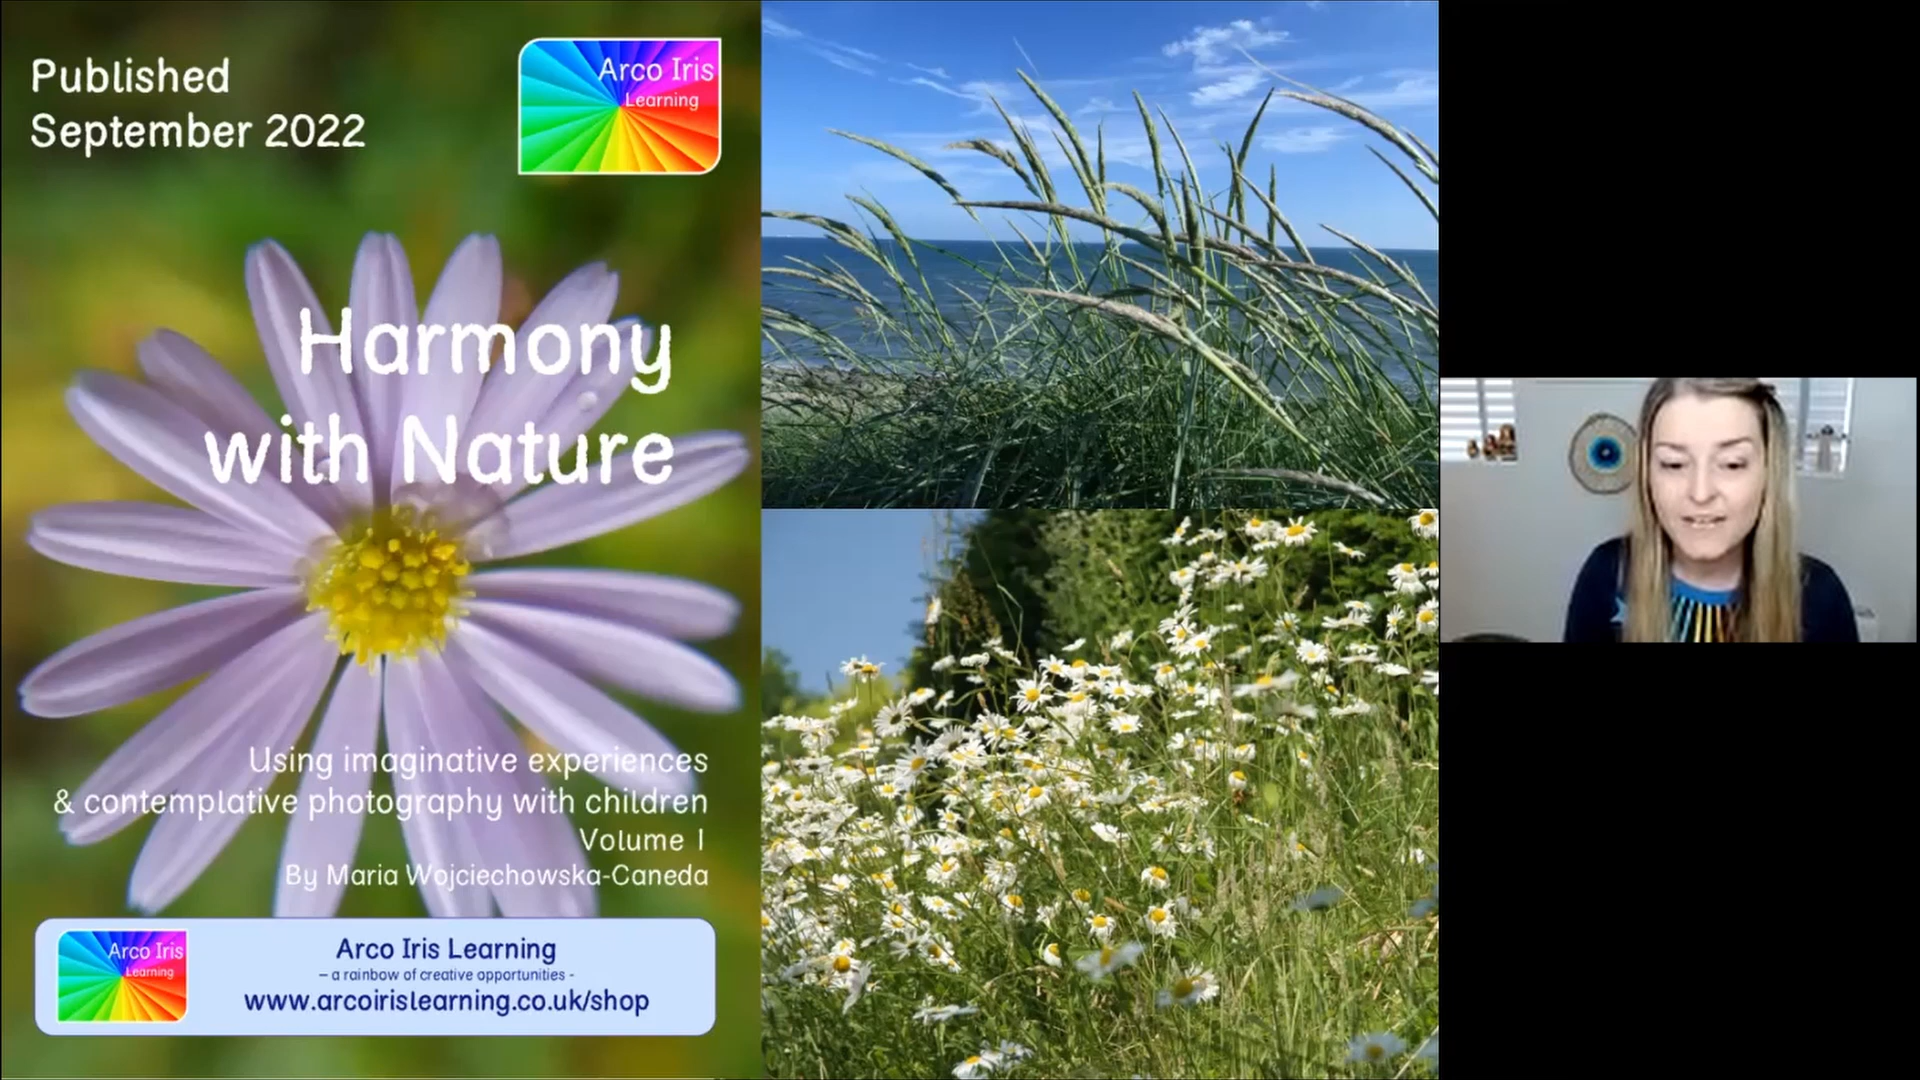 Published
September 2022
Arco Iris
Learning
Harmony
with Nature
Using imaginative experiences
& contemplative photography with children
Volume 1
By Maria Wojciechowska-Caneda
Arco Iris
Learning
Arco Iris Learning
– a rainbow of creative opportunities -
www.arcoirislearning.co.uk/shop